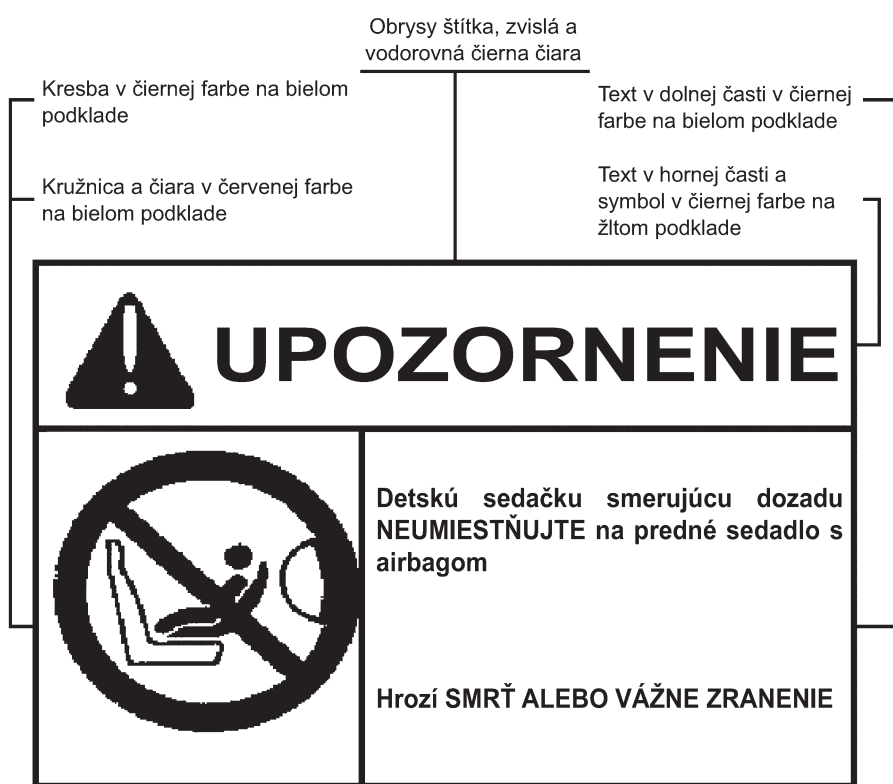 Obrysy štítka, zvislá a
vodorovná čierna čiara
Kresba v čiernej farbe na bielom
podklade
Kružnica a čiara v červenej farbe
na bielom podklade
Text v dolnej časti v čiernej
farbe na bielom podklade
Text v hornej časti a
symbol v čiernej farbe na
žltom podklade
UPOZORNENIE
Detskú sedačku smerujúcu dozadu
NEUMIESTŇUJTE na predné sedadlo s
airbagom
Hrozí SMRŤ ALEBO VÁŽNE ZRANENIE